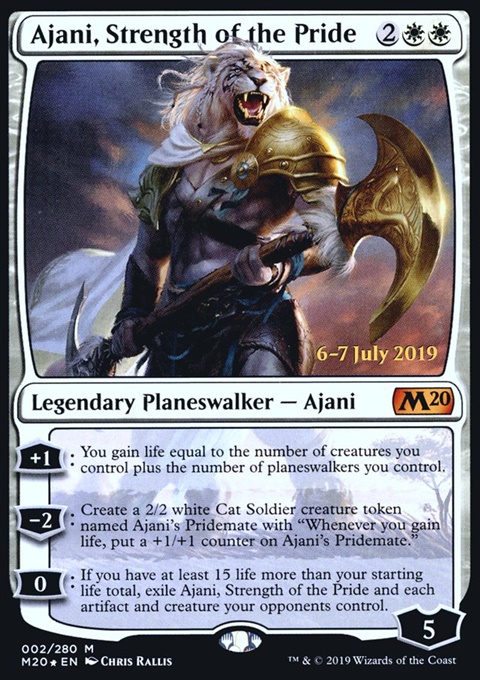 Ajani, Strength of the Pride 2
6–7 July 2019
Legendary Planeswalker — Ajani M20
+1 : You gain life equal to the number of creatures you
control plus the number of planeswalkers you control.
−2 : Create a 2/2 white Cat Soldier creature token
named Ajani's Pridemate with “Whenever you gain
life, put a +1/+1 counter on Ajani's Pridemate.”
0 : If you have at least 15 life more than your starting
life total, exile Ajani, Strength of the Pride and each
artifact and creature your opponents control.
5
002/280 M
M20★EN Chris Rallis
™ & © 2019 Wizards of the Coast